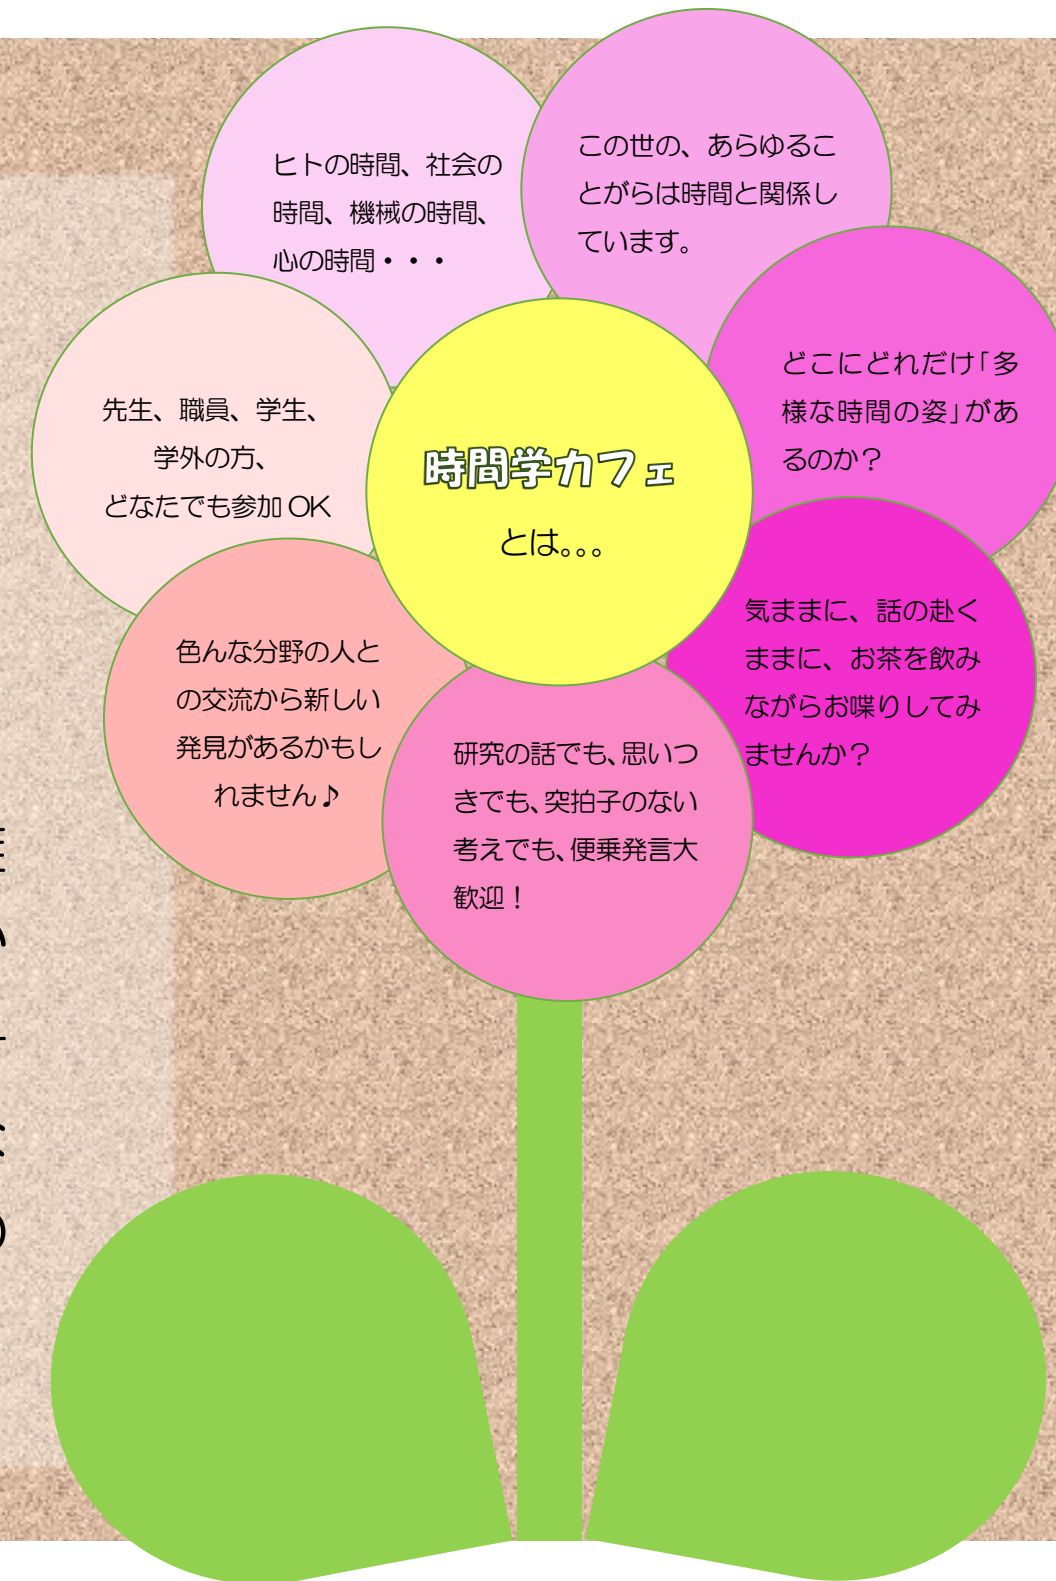 時間学カフェ
とは。。。
この世の、あらゆるこ
とがらは時間と関係し
ています。
どこにどれだけ「多
様な時間の姿」があ
るのか？
気ままに、話の赴く
ままに、お茶を飲み
ながらお喋りしてみ
ませんか？
研究の話でも、思いつ
きでも、突拍子のない
考えでも、便乗発言大
歓迎！
色んな分野の人と
の交流から新しい
発見があるかもし
れません♪
先生、職員、学生、
学外の方、
どなたでも参加 OK
ヒトの時間、社会の
時間、機械の時間、
心の時間・・・